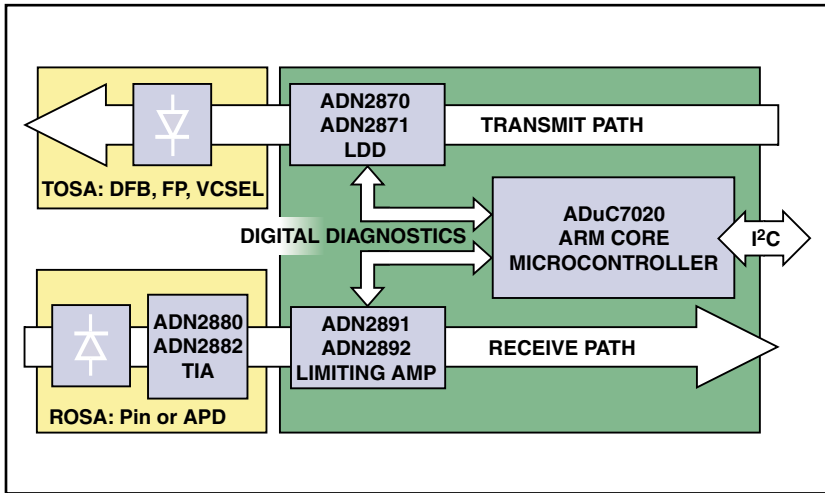 ADN2870
ADN2871
LDD
TRANSMIT PATH
TOSA: DFB, FP, VCSEL
DIGITAL DIAGNOSTICS
ADuC7020
ARM CORE
MICROCONTROLLER
I²C
ADN2880
ADN2882
TIA
ADN2891
ADN2892
LIMITING AMP
RECEIVE PATH
ROSA: Pin or APD